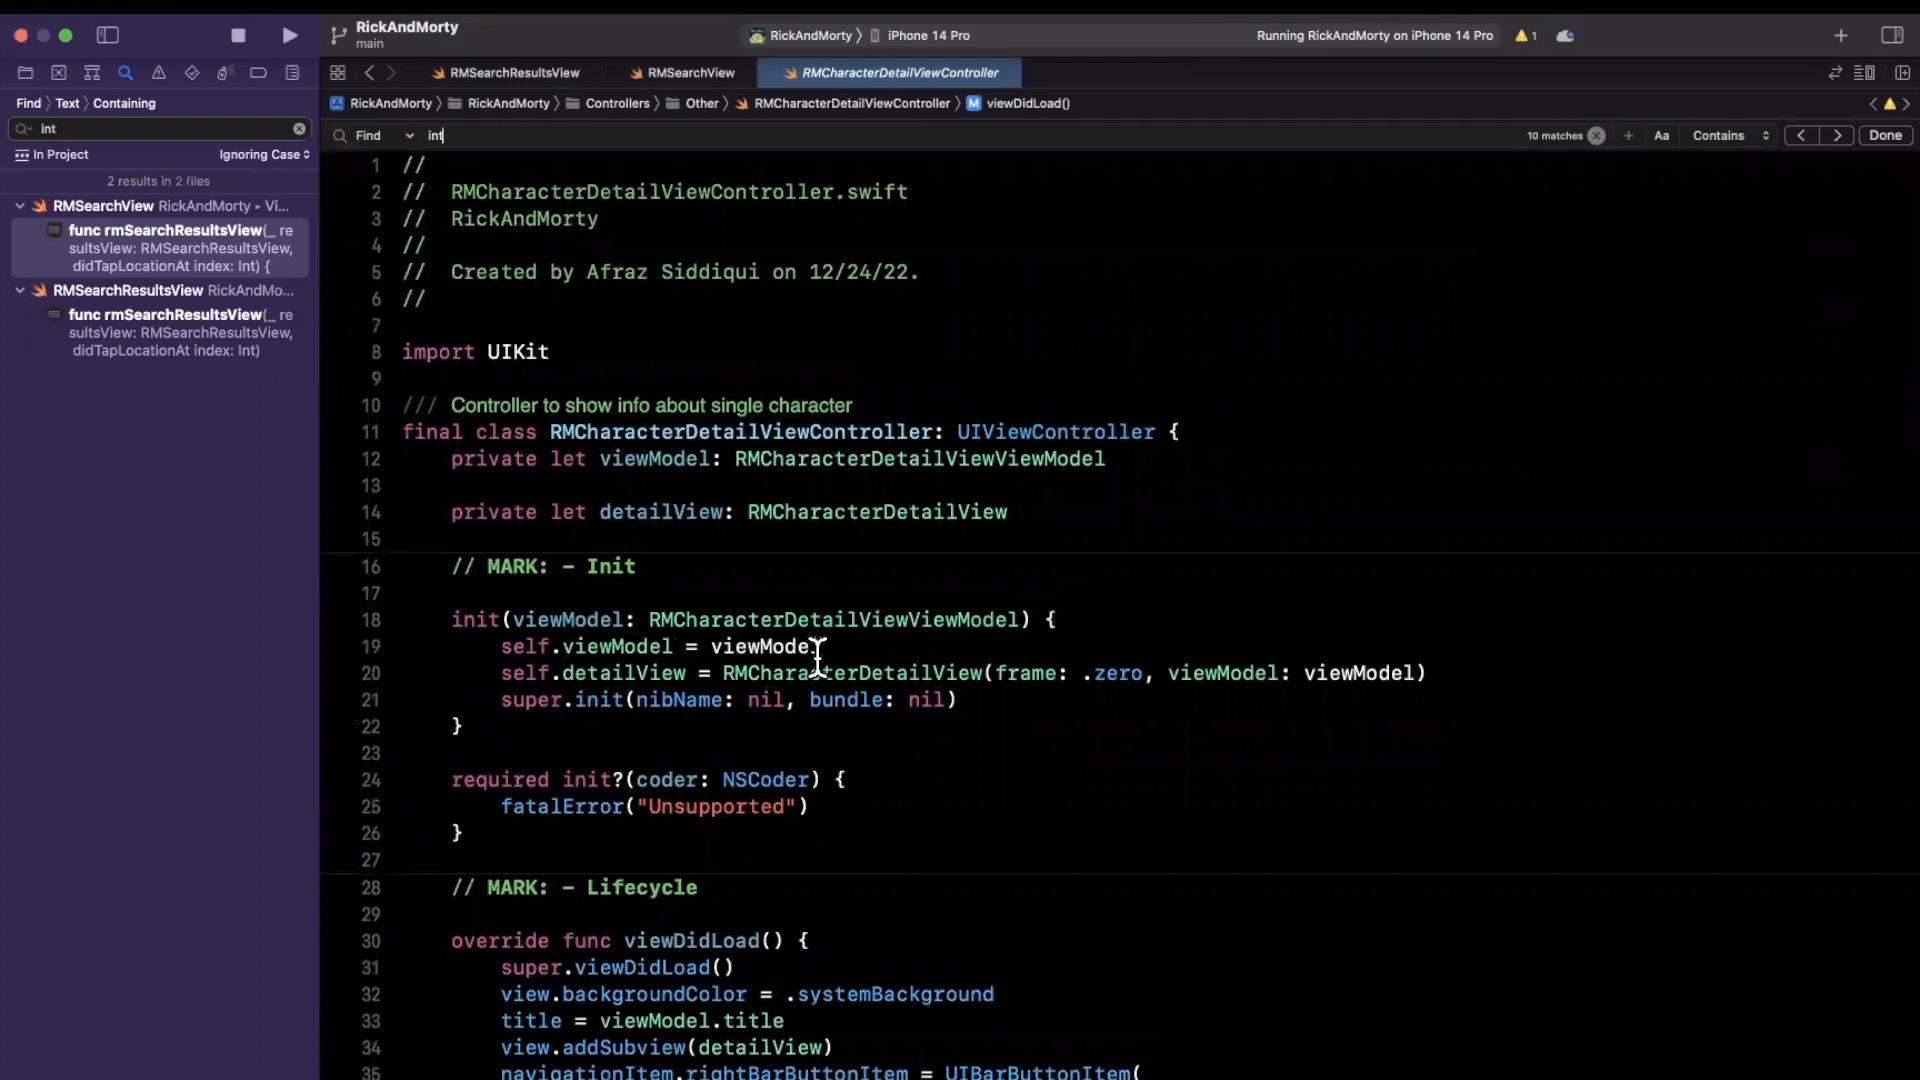 RickAndMorty
main
RickAndMorty 〉 iPhone 14 Pro
Running RickAndMorty on iPhone 14 Pro
1
RMSearchResultsView
RMSearchView
RMCharacterDetailViewController
Find 〉 Text 〉 Containing
RickAndMorty 〉 RickAndMorty 〉 Controllers 〉 Other 〉 RMCharacterDetailViewController 〉 M viewDidLoad()
int
Find
int
10 matches
Aa
Contains
Done
In Project
Ignoring Case
2 results in 2 files
RMSearchView RickAndMorty ▸ Vi...
func rmSearchResultsView(_ re
sultsView: RMSearchResultsView,
didTapLocationAt index: Int) {
RMSearchResultsView RickAndMo...
func rmSearchResultsView(_ re
sultsView: RMSearchResultsView,
didTapLocationAt index: Int)
1 //
2 //  RMCharacterDetailViewController.swift
3 //  RickAndMorty
4 //
5 //  Created by Afraz Siddiqui on 12/24/22.
6 //
7
8 import UIKit
9
10 /// Controller to show info about single character
11 final class RMCharacterDetailViewController: UIViewController {
12     private let viewModel: RMCharacterDetailViewViewModel
13
14     private let detailView: RMCharacterDetailView
15
16     // MARK: - Init
17
18     init(viewModel: RMCharacterDetailViewViewModel) {
19         self.viewModel = viewModel
20         self.detailView = RMCharacterDetailView(frame: .zero, viewModel: viewModel)
21         super.init(nibName: nil, bundle: nil)
22     }
23
24     required init?(coder: NSCoder) {
25         fatalError("Unsupported")
26     }
27
28     // MARK: - Lifecycle
29
30     override func viewDidLoad() {
31         super.viewDidLoad()
32         view.backgroundColor = .systemBackground
33         title = viewModel.title
34         view.addSubview(detailView)
35         navigationItem.rightBarButtonItem = UIBarButtonItem(